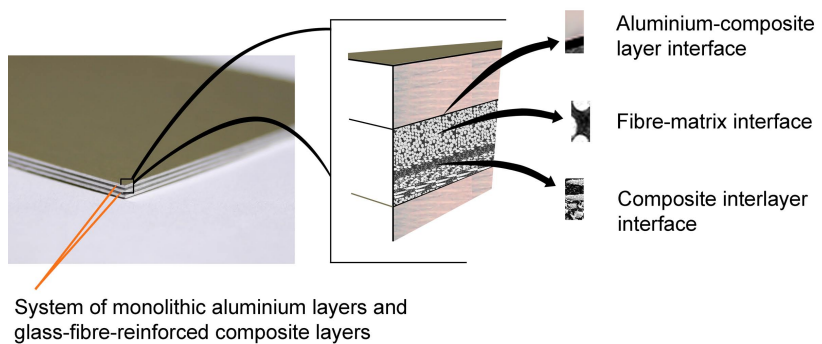 Aluminium-composite
layer interface
Fibre-matrix interface
Composite interlayer
interface
System of monolithic aluminium layers and
glass-fibre-reinforced composite layers